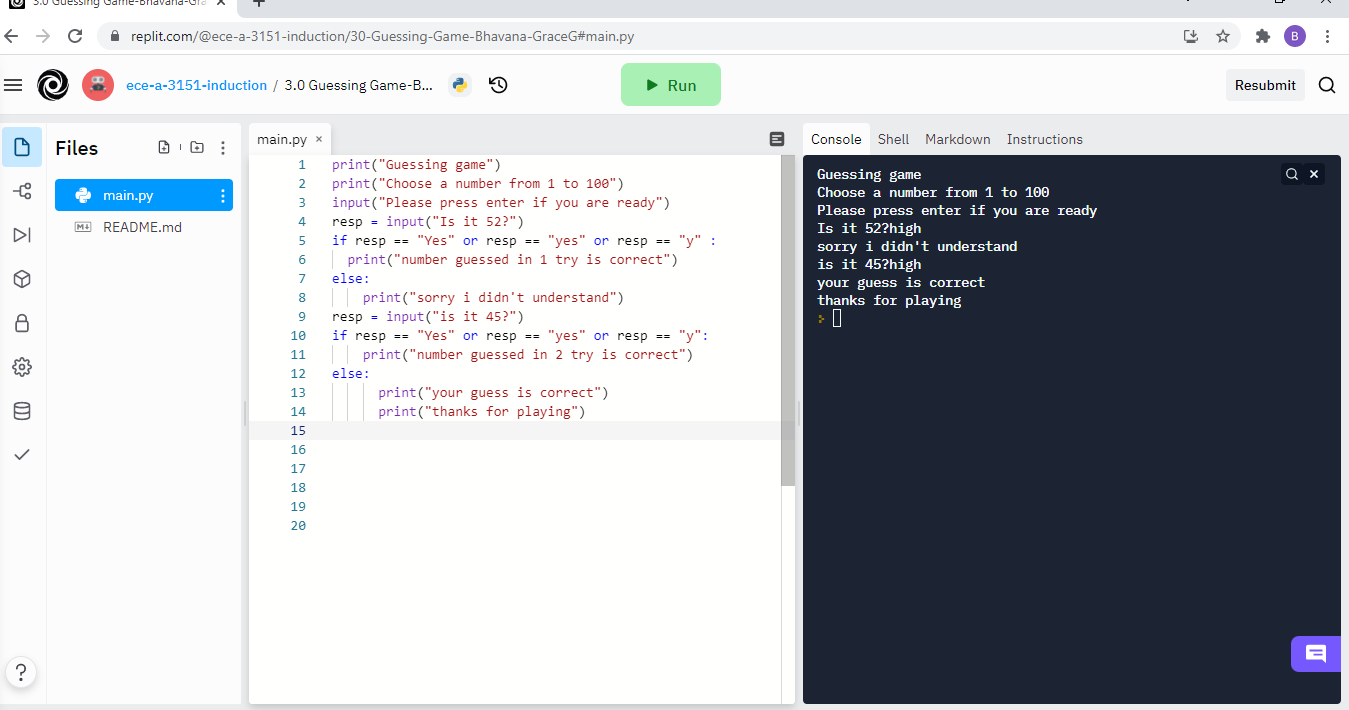 3.0 Guessing Game-Bhavana-Gra
replit.com/@ece-a-3151-induction/30-Guessing-Game-Bhavana-GraceG#main.py
B
ece-a-3151-induction / 3.0 Guessing Game-B...
Run
Resubmit
Files
main.py
README.md
main.py
1 print("Guessing game")
2 print("Choose a number from 1 to 100")
3 input("Please press enter if you are ready")
4 resp = input("Is it 52?")
5 if resp == "Yes" or resp == "yes" or resp == "y" :
6 print("number guessed in 1 try is correct")
7 else:
8 print("sorry i didn't understand")
9 resp = input("is it 45?")
10 if resp == "Yes" or resp == "yes" or resp == "y":
11 print("number guessed in 2 try is correct")
12 else:
13 print("your guess is correct")
14 print("thanks for playing")
15
16
17
18
19
20
Console Shell Markdown Instructions
Guessing game
Choose a number from 1 to 100
Please press enter if you are ready
Is it 52?high
sorry i didn't understand
is it 45?high
your guess is correct
thanks for playing
?